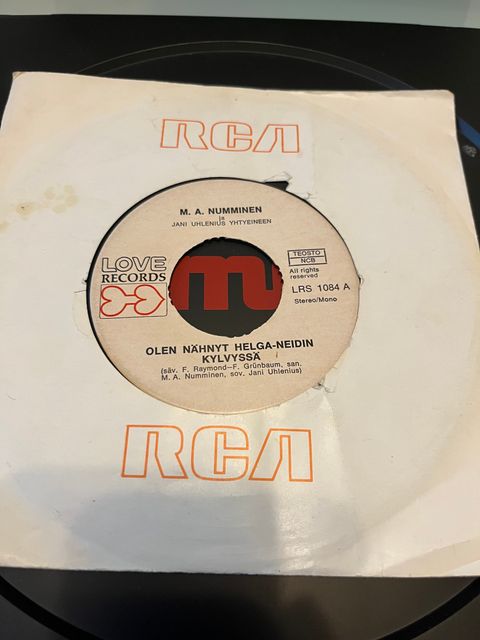 RCA
M. A. NUMMINEN
ja
JANI UHLENIUS YHTYEINEEN
LOVE
RECORDS
TEOSTO
NCB
All rights
reserved
LRS 1084 A
Stereo/Mono
OLEN NÄHNYT HELGA-NEIDIN
KYLVYSSÄ
(säv. F. Raymond—F. Grünbaum, san.
M. A. Numminen, sov. Jani Uhlenius)
RCA